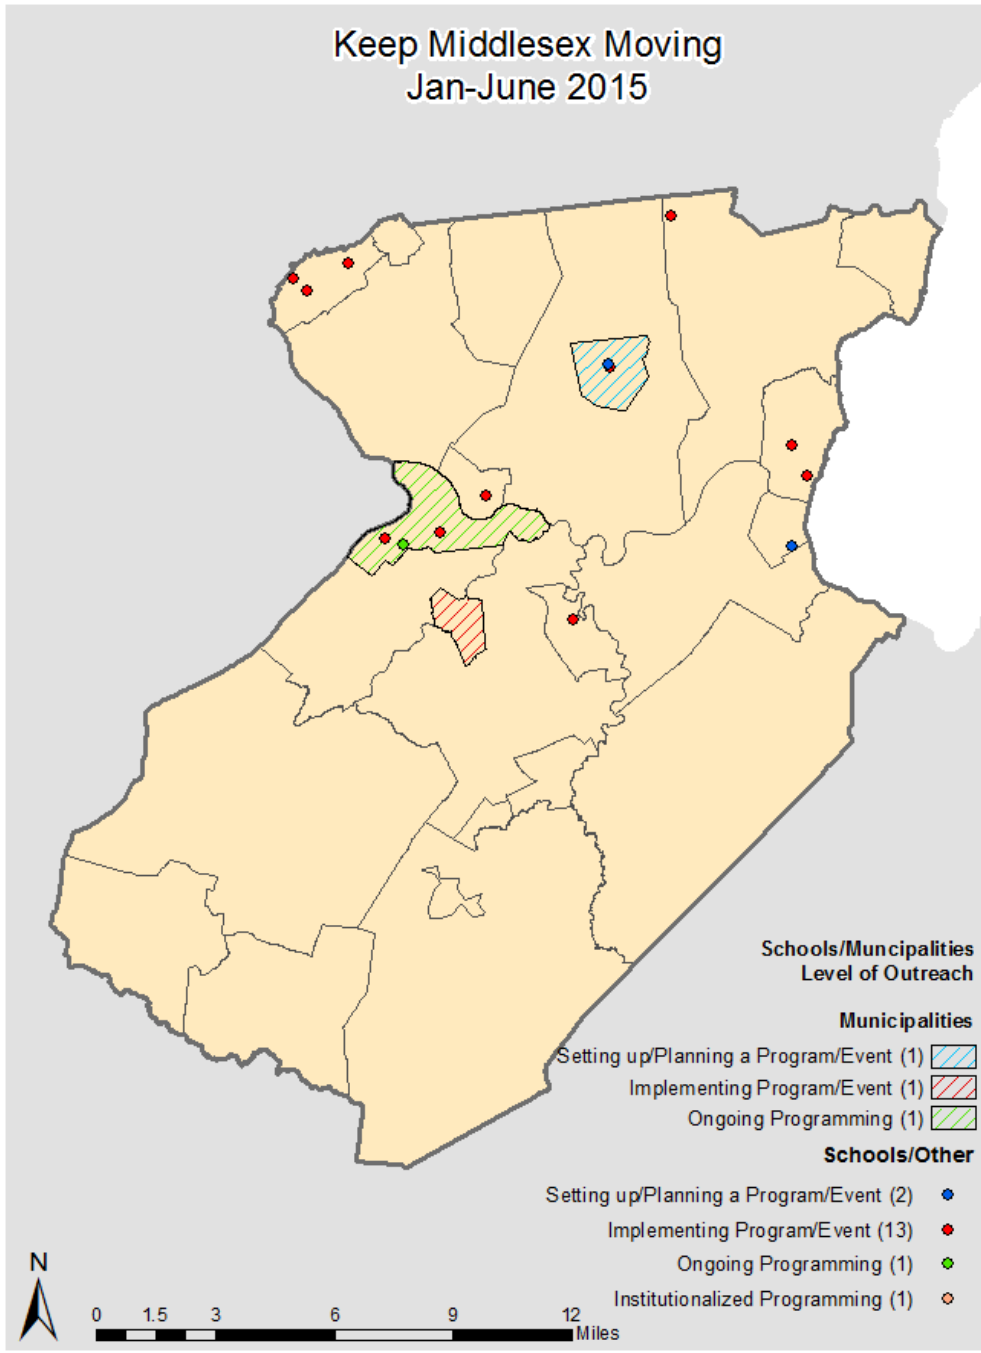 Keep Middlesex Moving
Jan-June 2015
Schools/Muncipalities
Level of Outreach
Municipalities
Setting up/Planning a Program/Event (1)
Implementing Program/Event (1)
Ongoing Programming (1)
Schools/Other
Setting up/Planning a Program/Event (2)
Implementing Program/Event (13)
Ongoing Programming (1)
Institutionalized Programming (1)
N
0 1.5 3 6 9 12
Miles